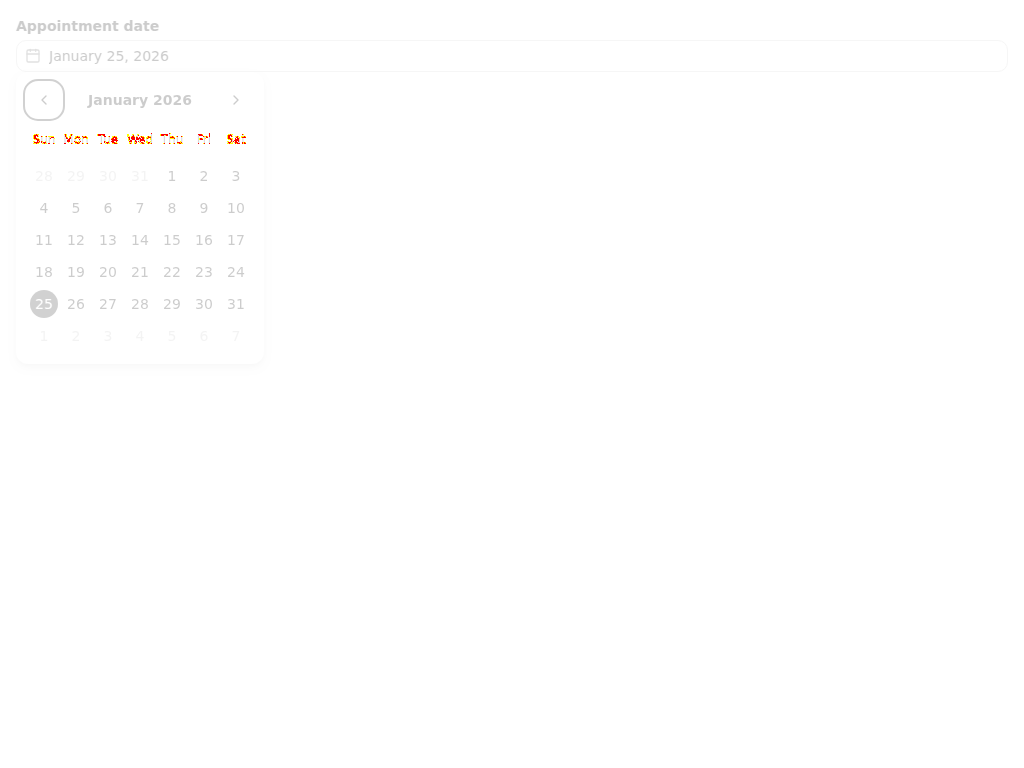 Appointment date
January 25, 2026
January 2026
Sun Mon Tue Wed Thu Fri Sat
28 29 30 31 1 2 3
4 5 6 7 8 9 10
11 12 13 14 15 16 17
18 19 20 21 22 23 24
25 26 27 28 29 30 31
1 2 3 4 5 6 7